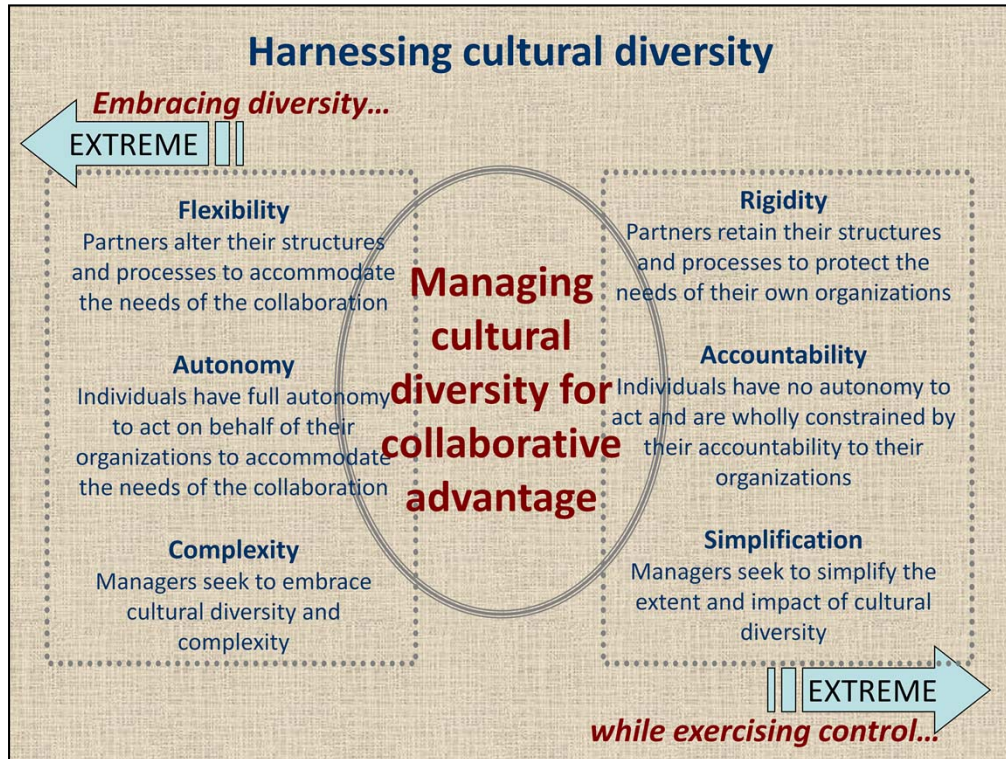 Harnessing cultural diversity
Embracing diversity...
EXTREME
Flexibility
Partners alter their structures
and processes to accommodate
the needs of the collaboration
Autonomy
Individuals have full autonomy
to act on behalf of their
organizations to accommodate
the needs of the collaboration
Complexity
Managers seek to embrace
cultural diversity and
complexity
Managing
cultural
diversity for
collaborative
advantage
Rigidity
Partners retain their structures
and processes to protect the
needs of their own organizations
Accountability
Individuals have no autonomy to
act and are wholly constrained by
their accountability to their
organizations
Simplification
Managers seek to simplify the
extent and impact of cultural
diversity
EXTREME
while exercising control...